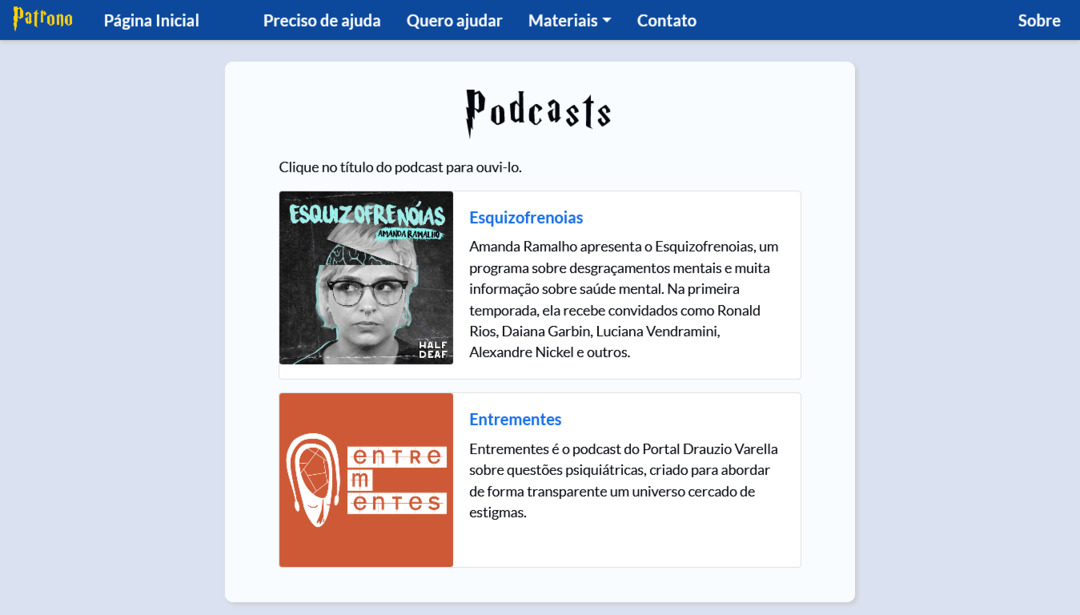 Patrono Página Inicial Preciso de ajuda Quero ajudar Materiais Contato Sobre
Podcasts
Clique no título do podcast para ouvi-lo.
ESQUIZOFRENÓIAS
AMANDA RAMALHO
HALF
DEAF
Esquizofrenoias
Amanda Ramalho apresenta o Esquizofrenoias, um
programa sobre desgraçamentos mentais e muita
informação sobre saúde mental. Na primeira
temporada, ela recebe convidados como Ronald
Rios, Daiana Garbin, Luciana Vendramini,
Alexandre Nickel e outros.
entre
m
entes
Entrementes
Entrementes é o podcast do Portal Drauzio Varella
sobre questões psiquiátricas, criado para abordar
de forma transparente um universo cercado de
estigmas.